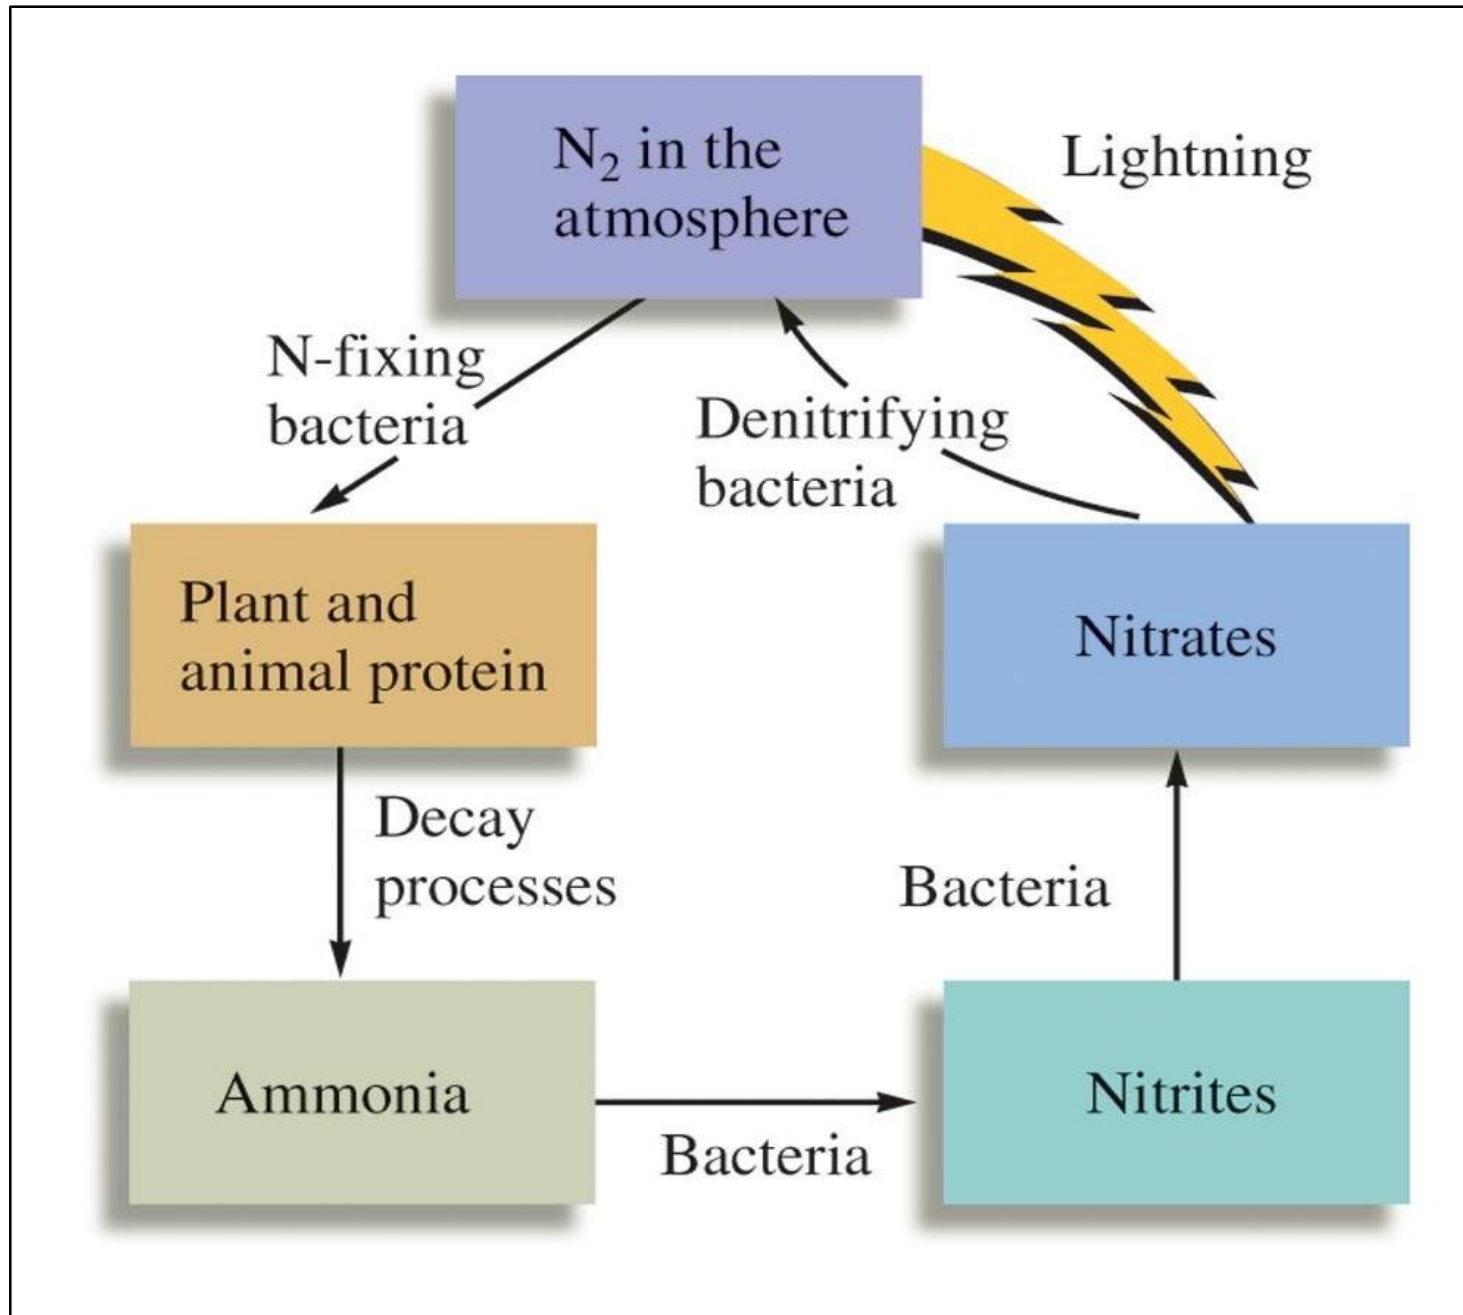 N₂ in the
atmosphere
Lightning
N-fixing
bacteria
Denitrifying
bacteria
Plant and
animal protein
Nitrates
Decay
processes
Bacteria
Ammonia
Nitrites
Bacteria